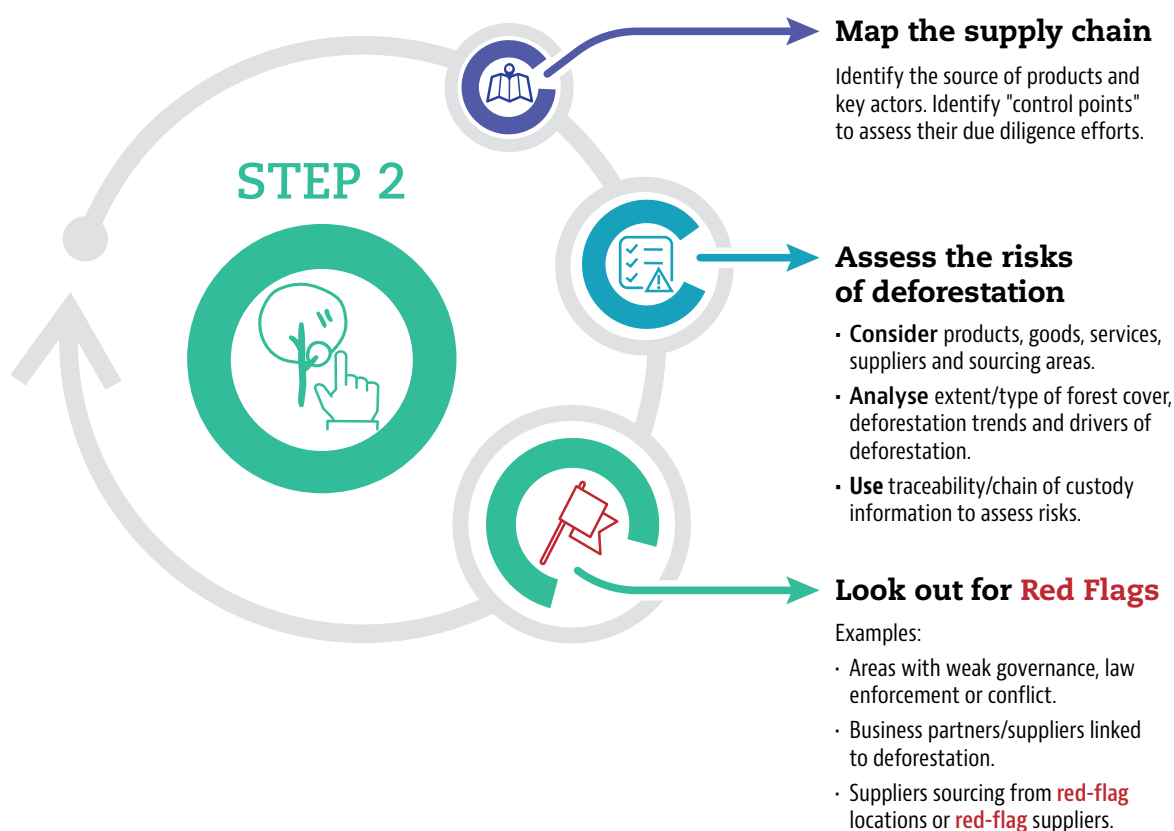 STEP 2
Map the supply chain
Identify the source of products and
key actors. Identify "control points"
to assess their due diligence efforts.
Assess the risks
of deforestation
• Consider products, goods, services,
suppliers and sourcing areas.
• Analyse extent/type of forest cover,
deforestation trends and drivers of
deforestation.
• Use traceability/chain of custody
information to assess risks.
Look out for Red Flags
Examples:
• Areas with weak governance, law
enforcement or conflict.
• Business partners/suppliers linked
to deforestation.
• Suppliers sourcing from red-flag
locations or red-flag suppliers.